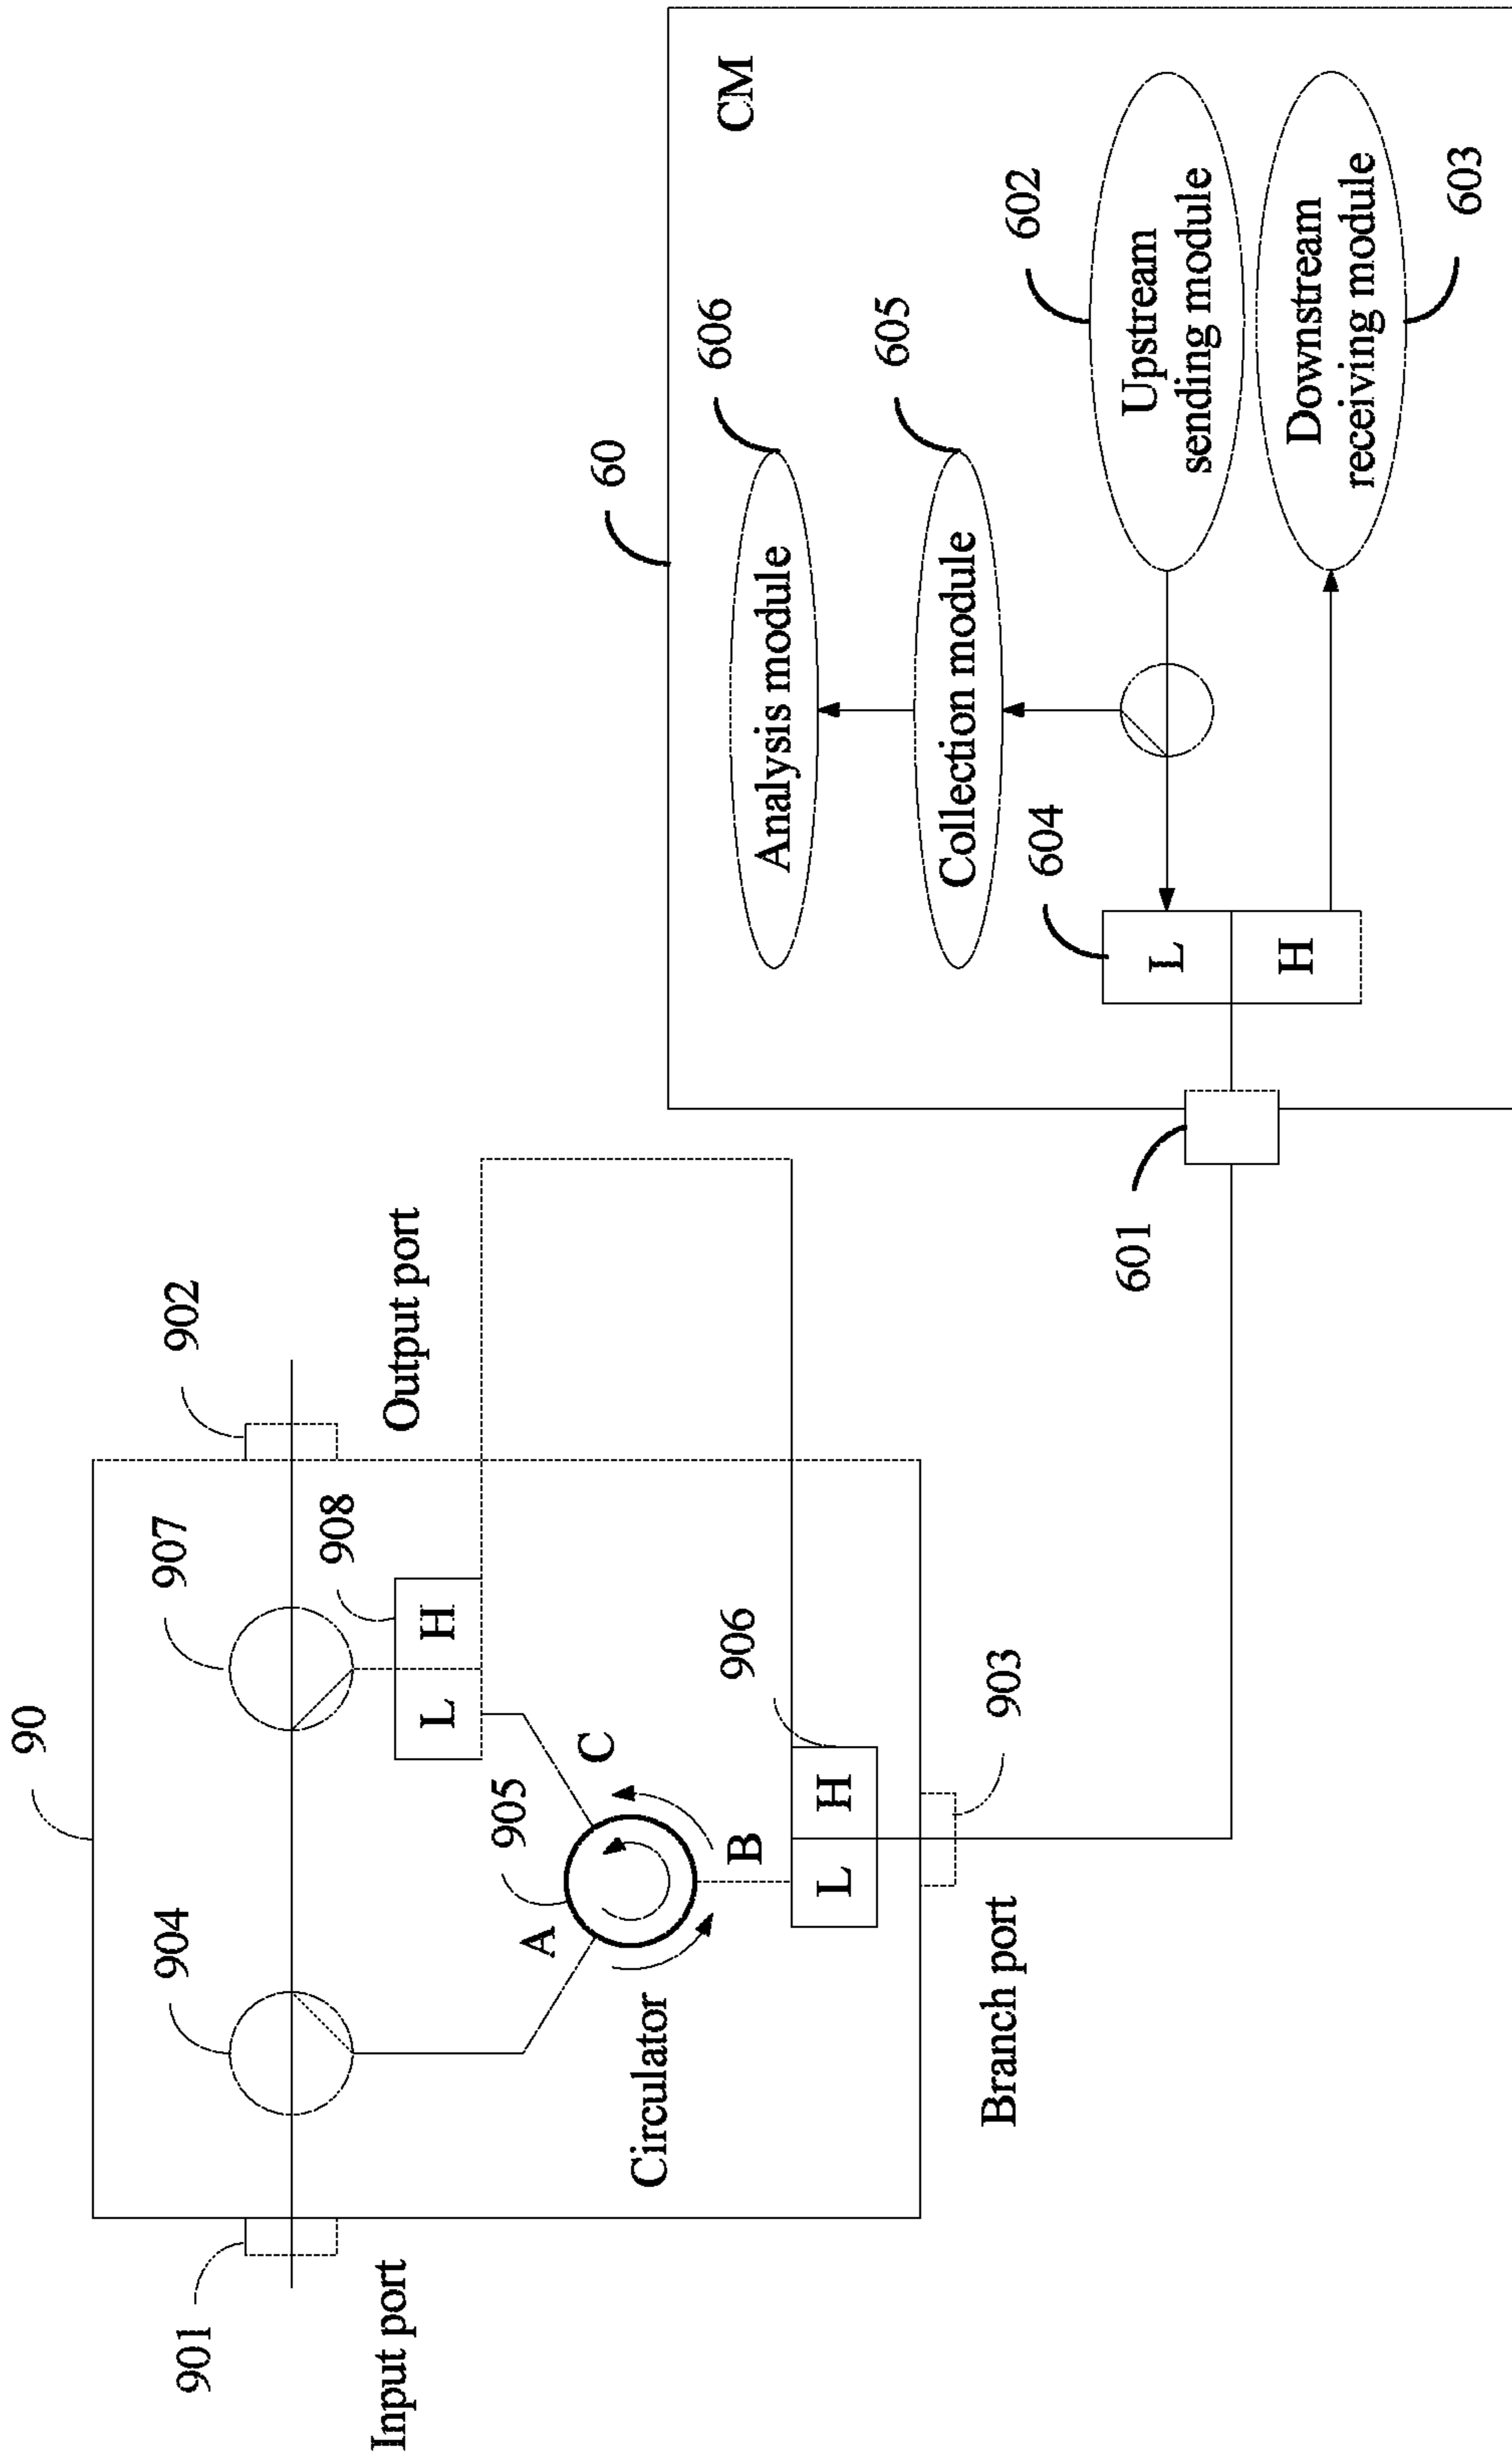 90
901
Input port
904
907
902
Output port
908
L H
A
905
C
Circulator
B
906
L H
903
Branch port
60
CM
606
Analysis module
605
Collection module
604
L
H
602
Upstream
sending module
Downstream
receiving module
603
601